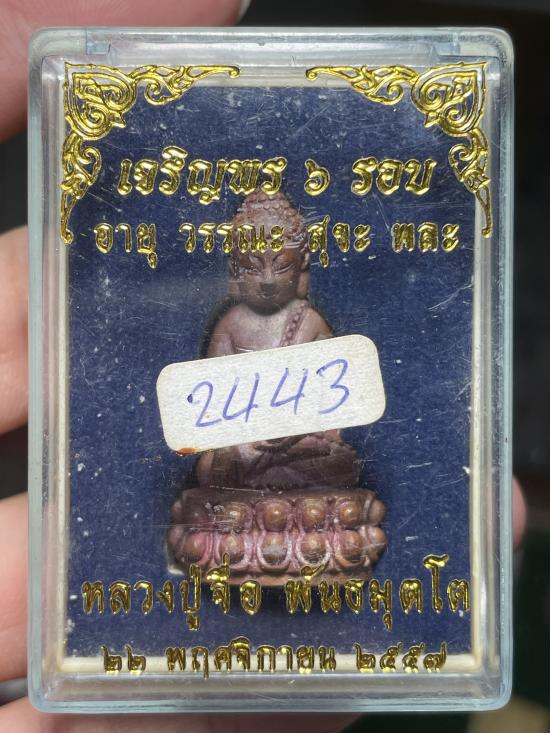 เจริญพร ๖ รอบ
อายุ วรรณะ สุขะ พละ
2443
หลวงปู่จื่อ พันธมุตโต
๒๒ พฤศจิกายน ๒๕๕๗